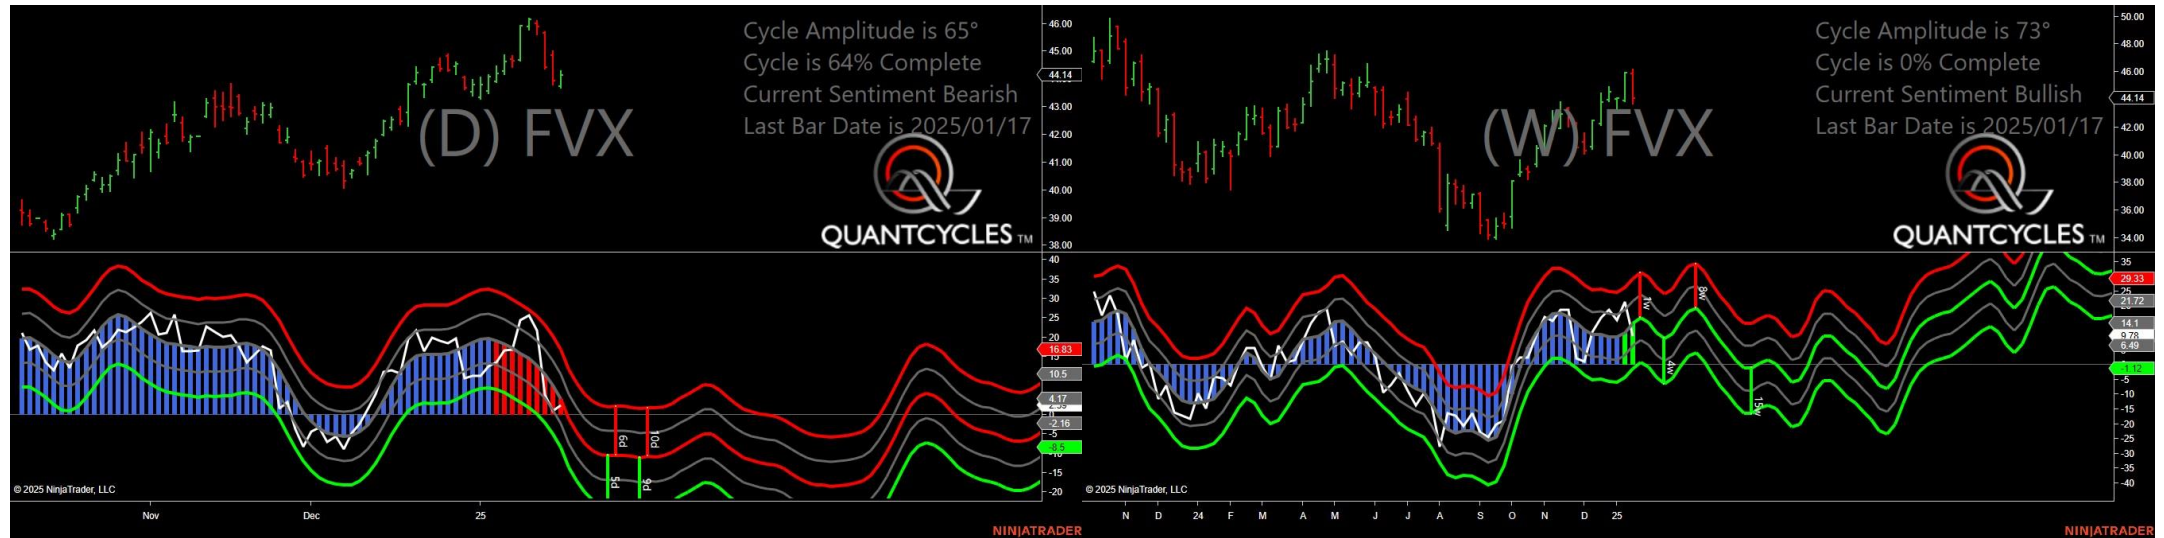 Cycle Amplitude is 65°
Cycle is 64% Complete
Current Sentiment Bearish
Last Bar Date is 2025/01/17
(D) FVX
QUANTCYCLES TM
46.00
45.00
44.14
43.00
42.00
41.00
40.00
39.00
38.00
40
35
30
25
20
16.83
15
10.5
4.17
2.59
0
-2.16
-5
-8.5
-10
-15
-20
6d
10d
5d
9d
© 2025 NinjaTrader, LLC
Nov
Dec
25
NINJATRADER
Cycle Amplitude is 73°
Cycle is 0% Complete
Current Sentiment Bullish
Last Bar Date is 2025/01/17
(W) FVX
QUANTCYCLES TM
50.00
48.00
46.00
44.14
42.00
40.00
38.00
36.00
34.00
35
29.33
25
21.72
14.1
9.78
6.49
-1.12
-5
-10
-15
-20
-25
-30
-35
-40
1w
8w
4w
15w
© 2025 NinjaTrader, LLC
N D 24 F M A M J J A S O N D 25
NINJATRADER